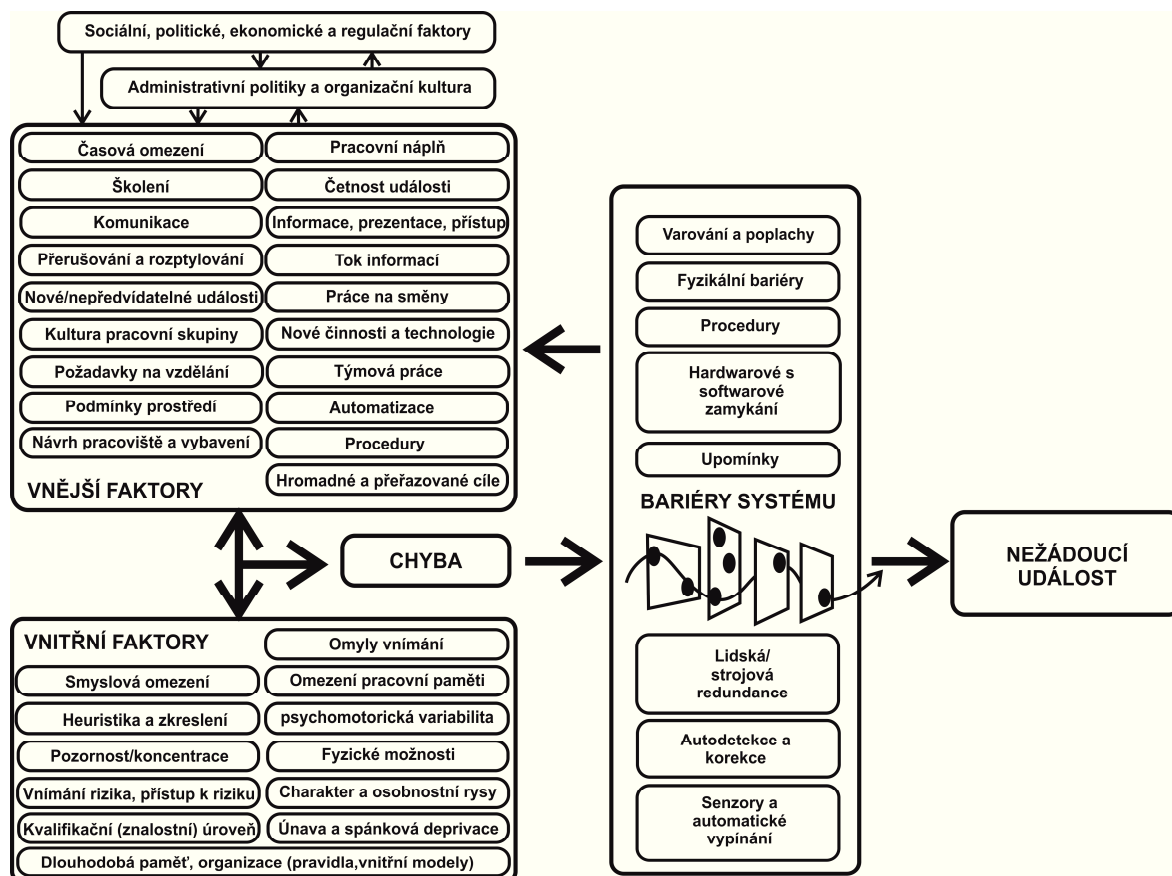 Sociální, politické, ekonomické a regulační faktory
Administrativní politiky a organizační kultura
Časová omezení
Školení
Komunikace
Přerušování a rozptylování
Nové/nepředvídatelné události
Kultura pracovní skupiny
Požadavky na vzdělání
Podmínky prostředí
Návrh pracoviště a vybavení
VNĚJŠÍ FAKTORY
Pracovní náplň
Četnost události
Informace, prezentace, přístup
Tok informací
Práce na směny
Nové činnosti a technologie
Týmová práce
Automatizace
Procedury
Hromadné a přeřazované cíle
CHYBA
VNITŘNÍ FAKTORY
Smyslová omezení
Heuristika a zkreslení
Pozornost/koncentrace
Vnímání rizika, přístup k riziku
Kvalifikační (znalostní) úroveň
Omyly vnímání
Omezení pracovní paměti
psychomotorická variabilita
Fyzické možnosti
Charakter a osobnostní rysy
Únava a spánková deprivace
Dlouhodobá paměť, organizace (pravidla,vnitřní modely)
Varování a poplachy
Fyzikální bariéry
Procedury
Hardwarové s
softwarové
zamykání
Upomínky
BARIÉRY SYSTÉMU
Lidská/
strojová
redundance
Autodetekce a
korekce
Senzory a
automatické
vypínání
NEŽÁDOUCÍ
UDÁLOST